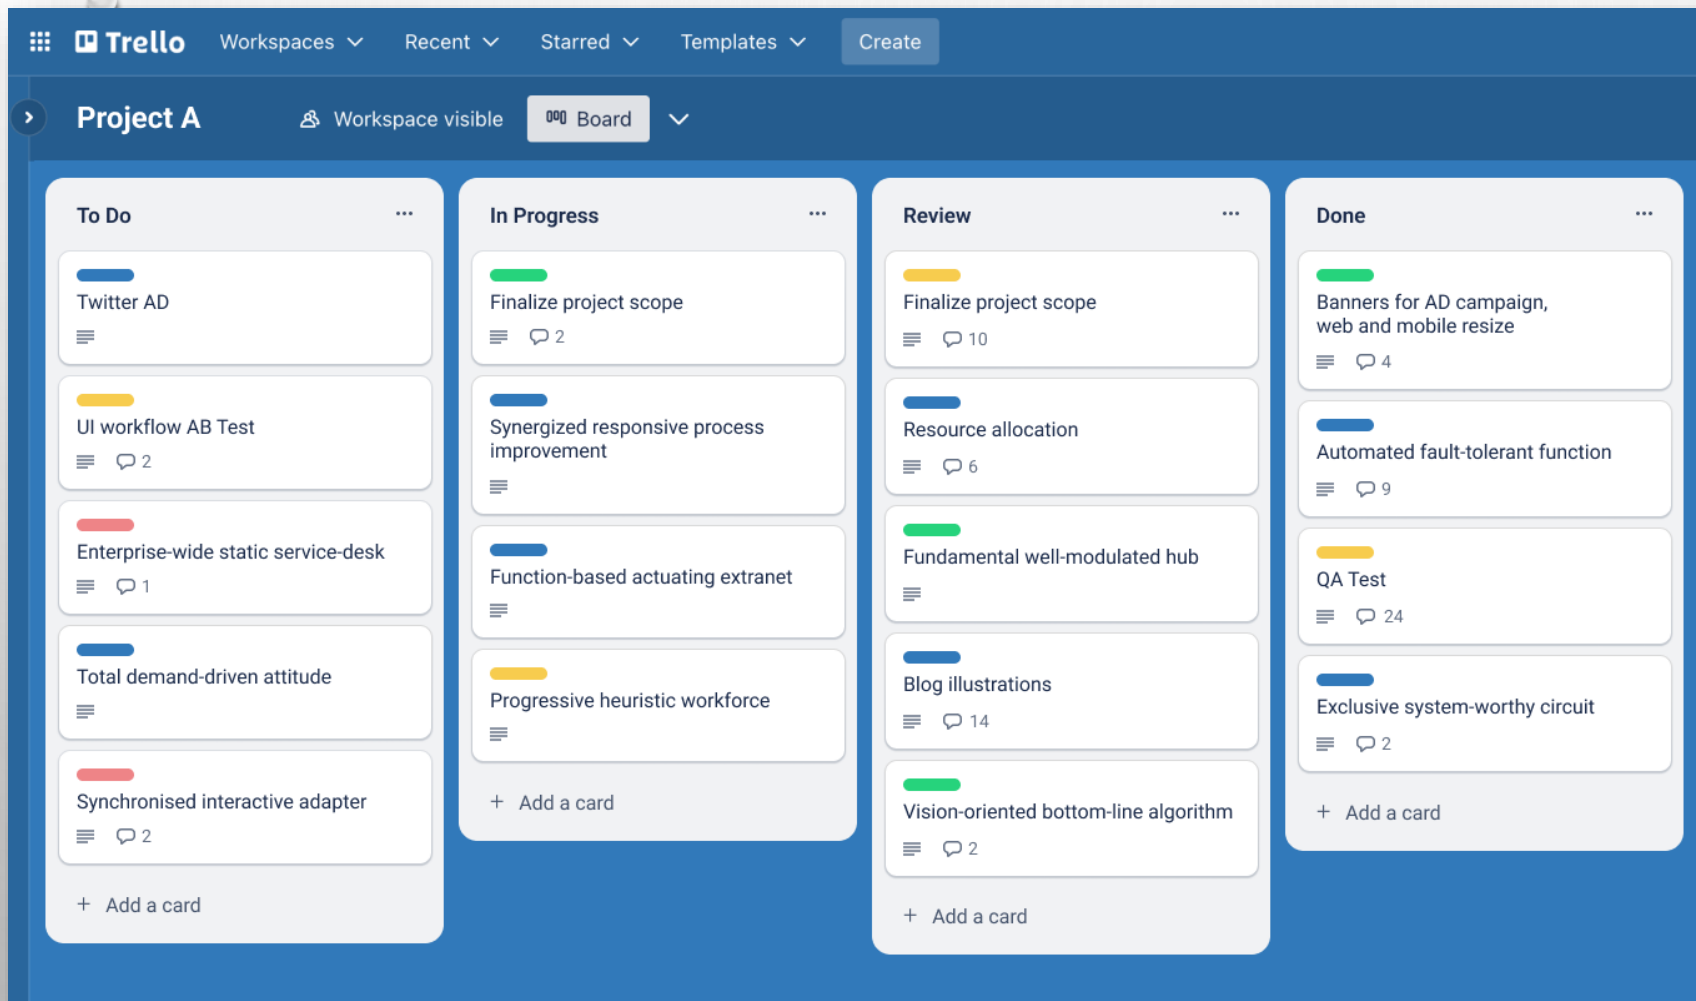 Trello
Workspaces
Recent
Starred
Templates
Create
Project A
Workspace visible
Board
To Do
Twitter AD
UI workflow AB Test
2
Enterprise-wide static service-desk
1
Total demand-driven attitude
Synchronised interactive adapter
2
+ Add a card
In Progress
Finalize project scope
2
Synergized responsive process
improvement
Function-based actuating extranet
Progressive heuristic workforce
+ Add a card
Review
Finalize project scope
10
Resource allocation
6
Fundamental well-modulated hub
Blog illustrations
14
Vision-oriented bottom-line algorithm
2
+ Add a card
Done
Banners for AD campaign,
web and mobile resize
4
Automated fault-tolerant function
9
QA Test
24
Exclusive system-worthy circuit
2
+ Add a card